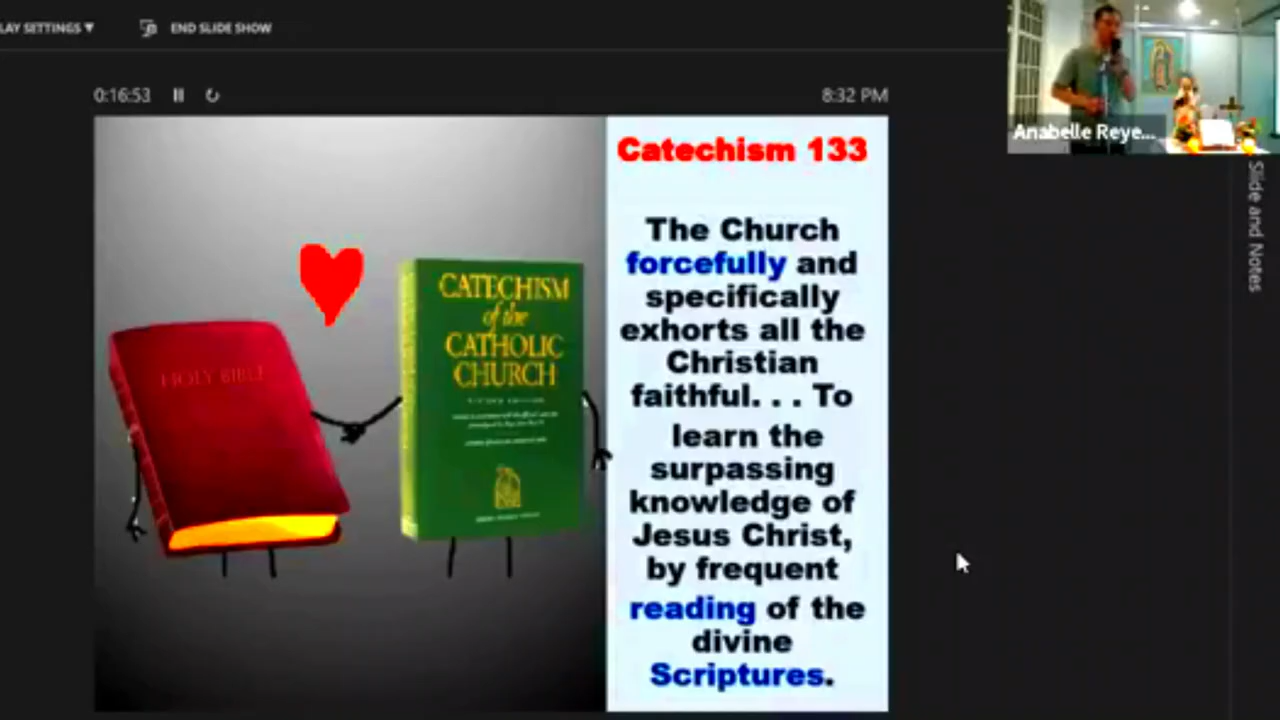 LAY SETTINGS ▼
END SLIDE SHOW
0:16:53
8:32 PM
Anabelle Reye...
Slide and Notes
HOLY BIBLE
CATECHISM
of the
CATHOLIC
CHURCH
Catechism 133
The Church
forcefully and
specifically
exhorts all the
Christian
faithful. . . To
learn the
surpassing
knowledge of
Jesus Christ,
by frequent
reading of the
divine
Scriptures.